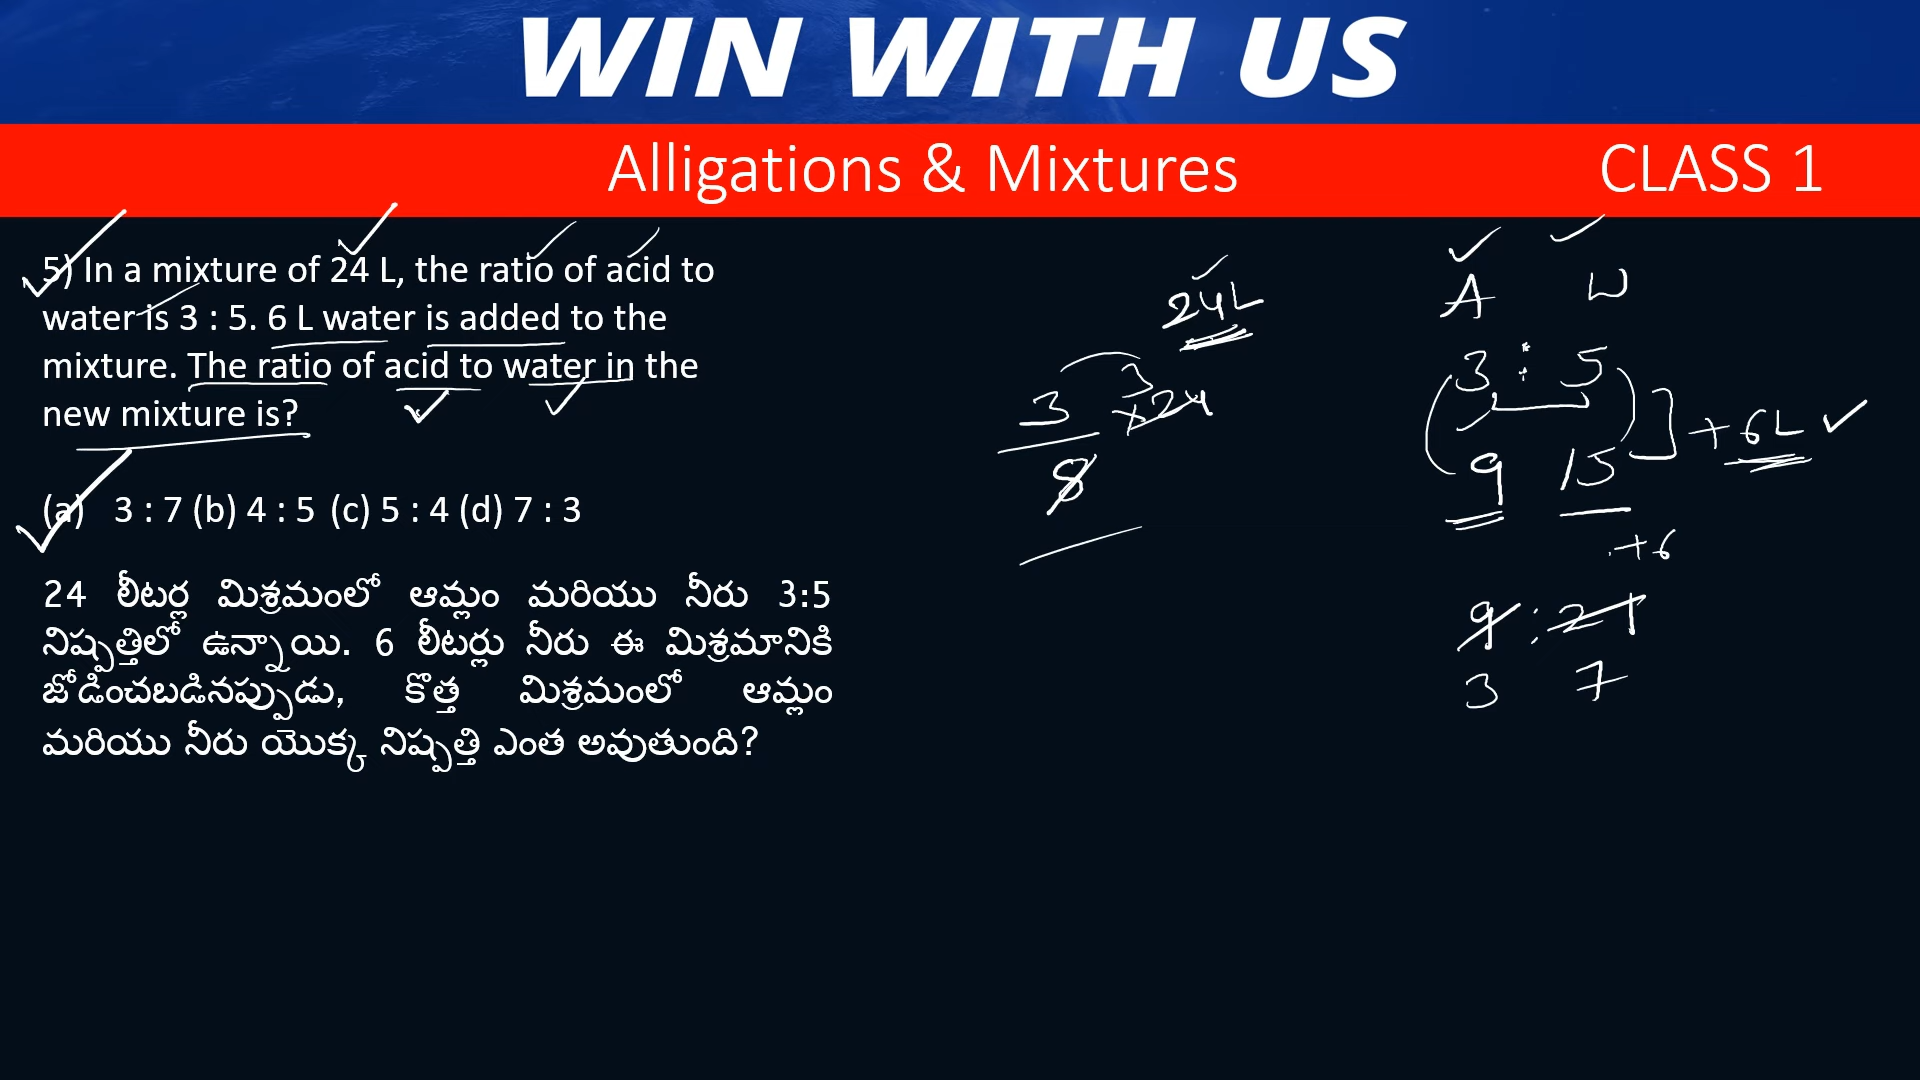 WIN WITH US
Alligations & Mixtures
CLASS 1
5) In a mixture of 24 L, the ratio of acid to
water is 3 : 5. 6 L water is added to the
mixture. The ratio of acid to water in the
new mixture is?
(a) 3 : 7 (b) 4 : 5 (c) 5 : 4 (d) 7 : 3
24 లీటర్ల మిశ్రమంలో ఆమ్లం మరియు నీరు 3:5
నిష్పత్తిలో ఉన్నాయి. 6 లీటర్లు నీరు ఈ మిశ్రమానికి
జోడించబడినప్పుడు, కొత్త మిశ్రమంలో ఆమ్లం
మరియు నీరు యొక్క నిష్పత్తి ఎంత అవుతుంది?
24L
3
3 × 24
8
A W
3 : 5
9 15
+ 6L
+6
9 : 21
3 7